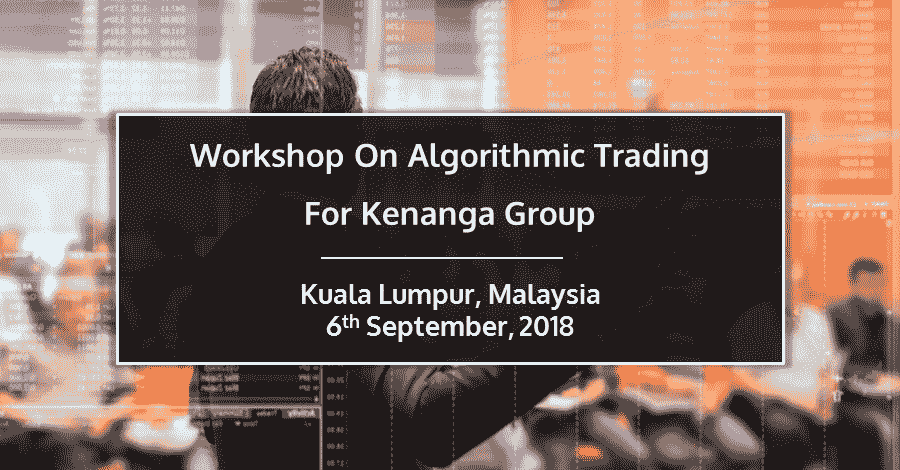 Workshop On Algorithmic Trading
For Kenanga Group
Kuala Lumpur, Malaysia
6th September, 2018